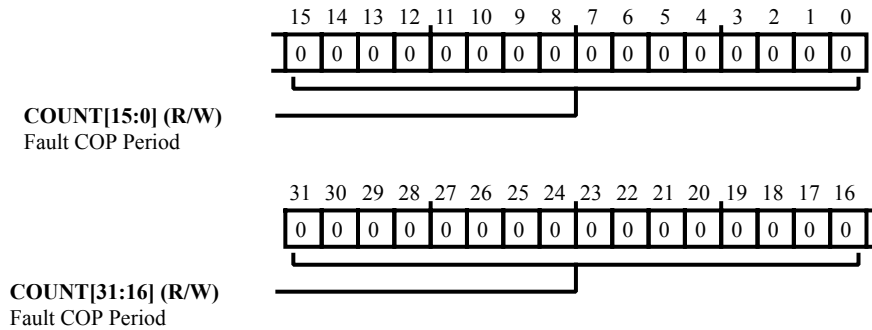 15 14 13 12 11 10 9 8 7 6 5 4 3 2 1 0
0 0 0 0 0 0 0 0 0 0 0 0 0 0 0 0
COUNT[15:0] (R/W)
Fault COP Period
31 30 29 28 27 26 25 24 23 22 21 20 19 18 17 16
0 0 0 0 0 0 0 0 0 0 0 0 0 0 0 0
COUNT[31:16] (R/W)
Fault COP Period